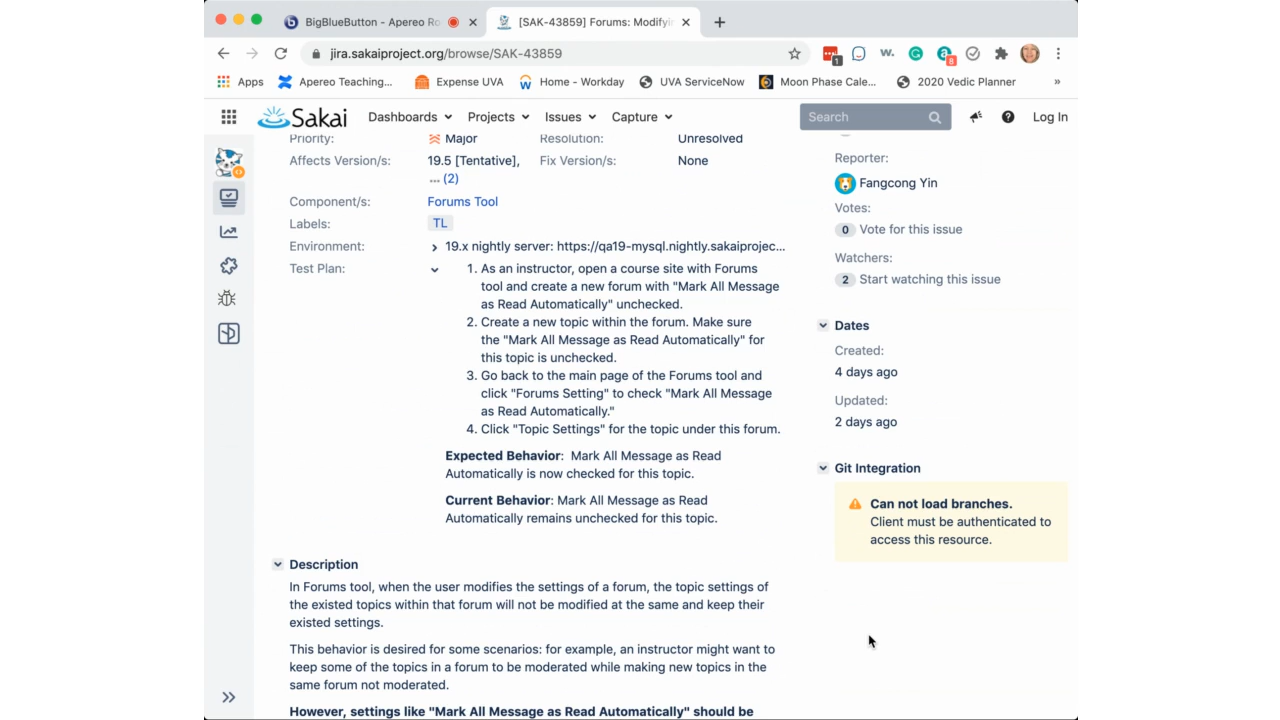 BigBlueButton - Apereo Ro
[SAK-43859] Forums: Modifyi
jira.sakaiproject.org/browse/SAK-43859
1
w.
8
Apps
Apereo Teaching...
Expense UVA
Home - Workday
UVA ServiceNow
Moon Phase Cale...
2020 Vedic Planner
»
Sakai
Dashboards
Projects
Issues
Capture
Search
Log In
Priority:
Major
Resolution:
Unresolved
Affects Version/s:
19.5 [Tentative],
... (2)
Fix Version/s:
None
Component/s:
Forums Tool
Labels:
TL
Environment:
19.x nightly server: https://qa19-mysql.nightly.sakaiprojec...
Test Plan:
1. As an instructor, open a course site with Forums
tool and create a new forum with "Mark All Message
as Read Automatically" unchecked.
2. Create a new topic within the forum. Make sure
the "Mark All Message as Read Automatically" for
this topic is unchecked.
3. Go back to the main page of the Forums tool and
click "Forums Setting" to check "Mark All Message
as Read Automatically."
4. Click "Topic Settings" for the topic under this forum.
Expected Behavior: Mark All Message as Read
Automatically is now checked for this topic.
Current Behavior: Mark All Message as Read
Automatically remains unchecked for this topic.
Description
In Forums tool, when the user modifies the settings of a forum, the topic settings of
the existed topics within that forum will not be modified at the same and keep their
existed settings.
This behavior is desired for some scenarios: for example, an instructor might want to
keep some of the topics in a forum to be moderated while making new topics in the
same forum not moderated.
However, settings like "Mark All Message as Read Automatically" should be
Reporter:
Fangcong Yin
Votes:
0 Vote for this issue
Watchers:
2 Start watching this issue
Dates
Created:
4 days ago
Updated:
2 days ago
Git Integration
Can not load branches.
Client must be authenticated to
access this resource.